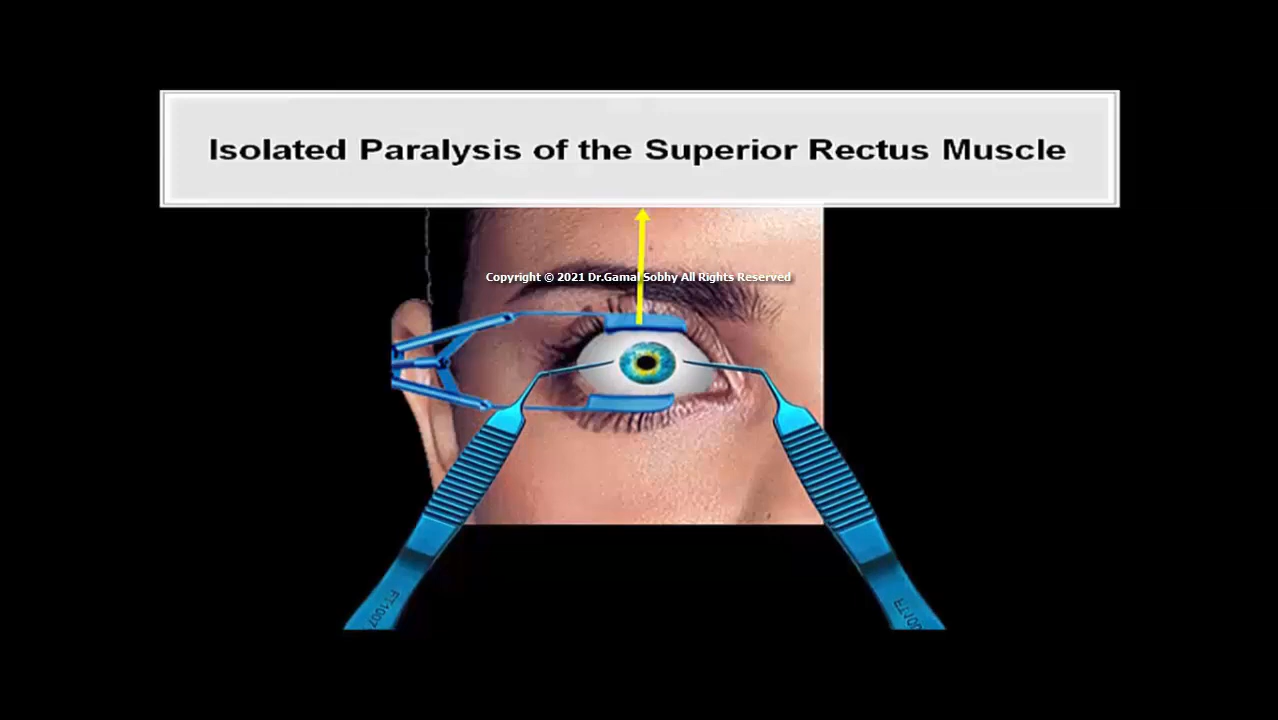 Isolated Paralysis of the Superior Rectus Muscle
Copyright © 2021 Dr.Gamal Sobhy All Rights Reserved